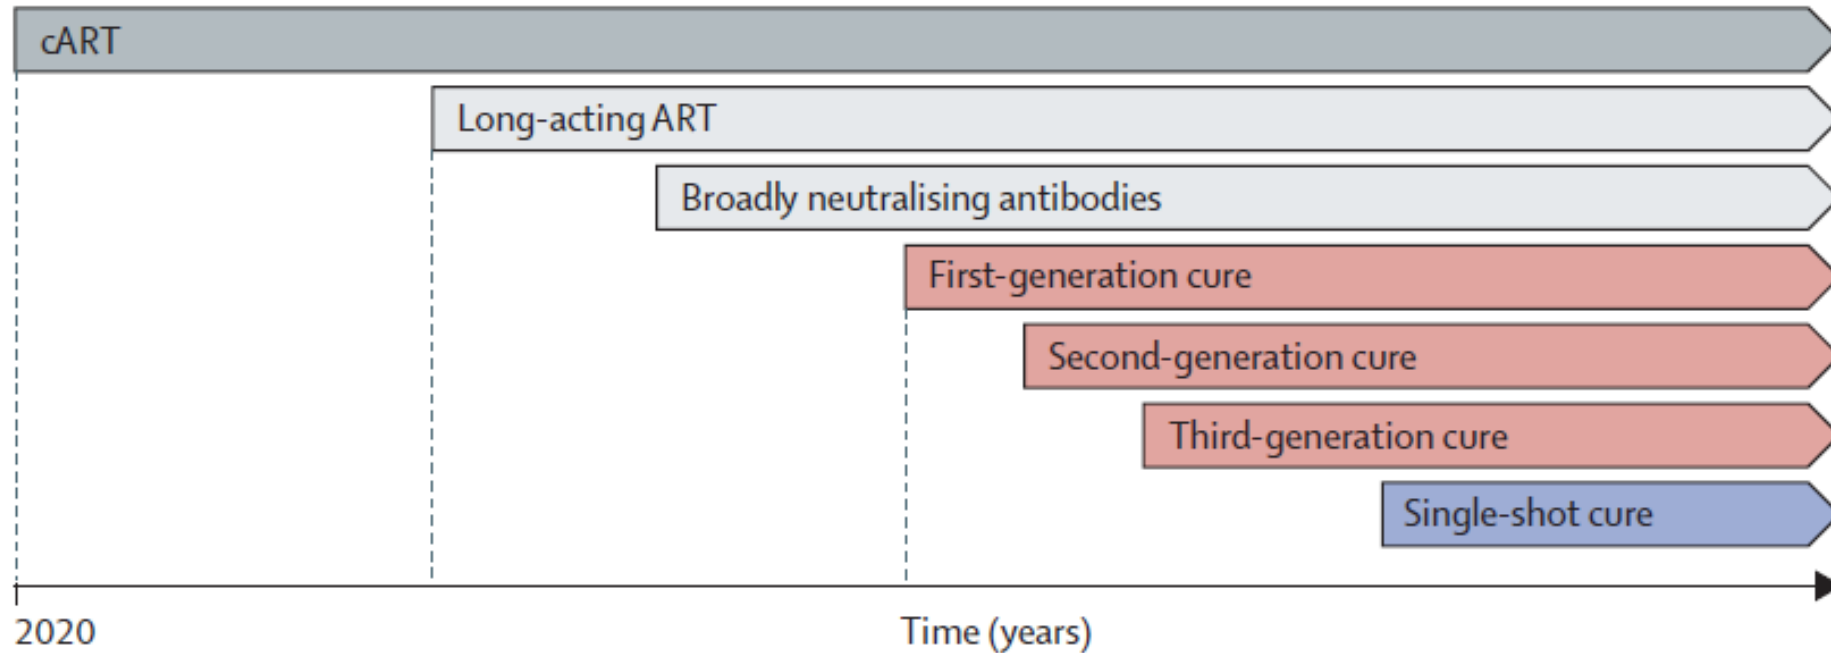 cART
Long-acting ART
Broadly neutralising antibodies
First-generation cure
Second-generation cure
Third-generation cure
Single-shot cure
2020
Time (years)